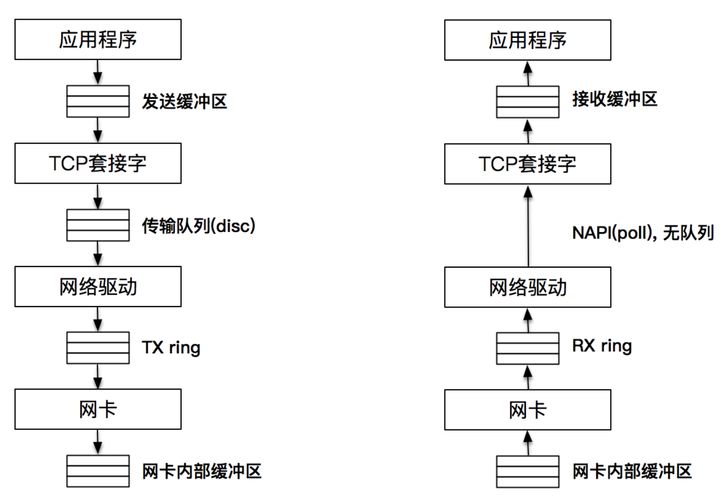 应用程序
发送缓冲区
TCP套接字
传输队列(disc)
网络驱动
TX ring
网卡
网卡内部缓冲区
应用程序
接收缓冲区
TCP套接字
NAPI(poll), 无队列
网络驱动
RX ring
网卡
网卡内部缓冲区